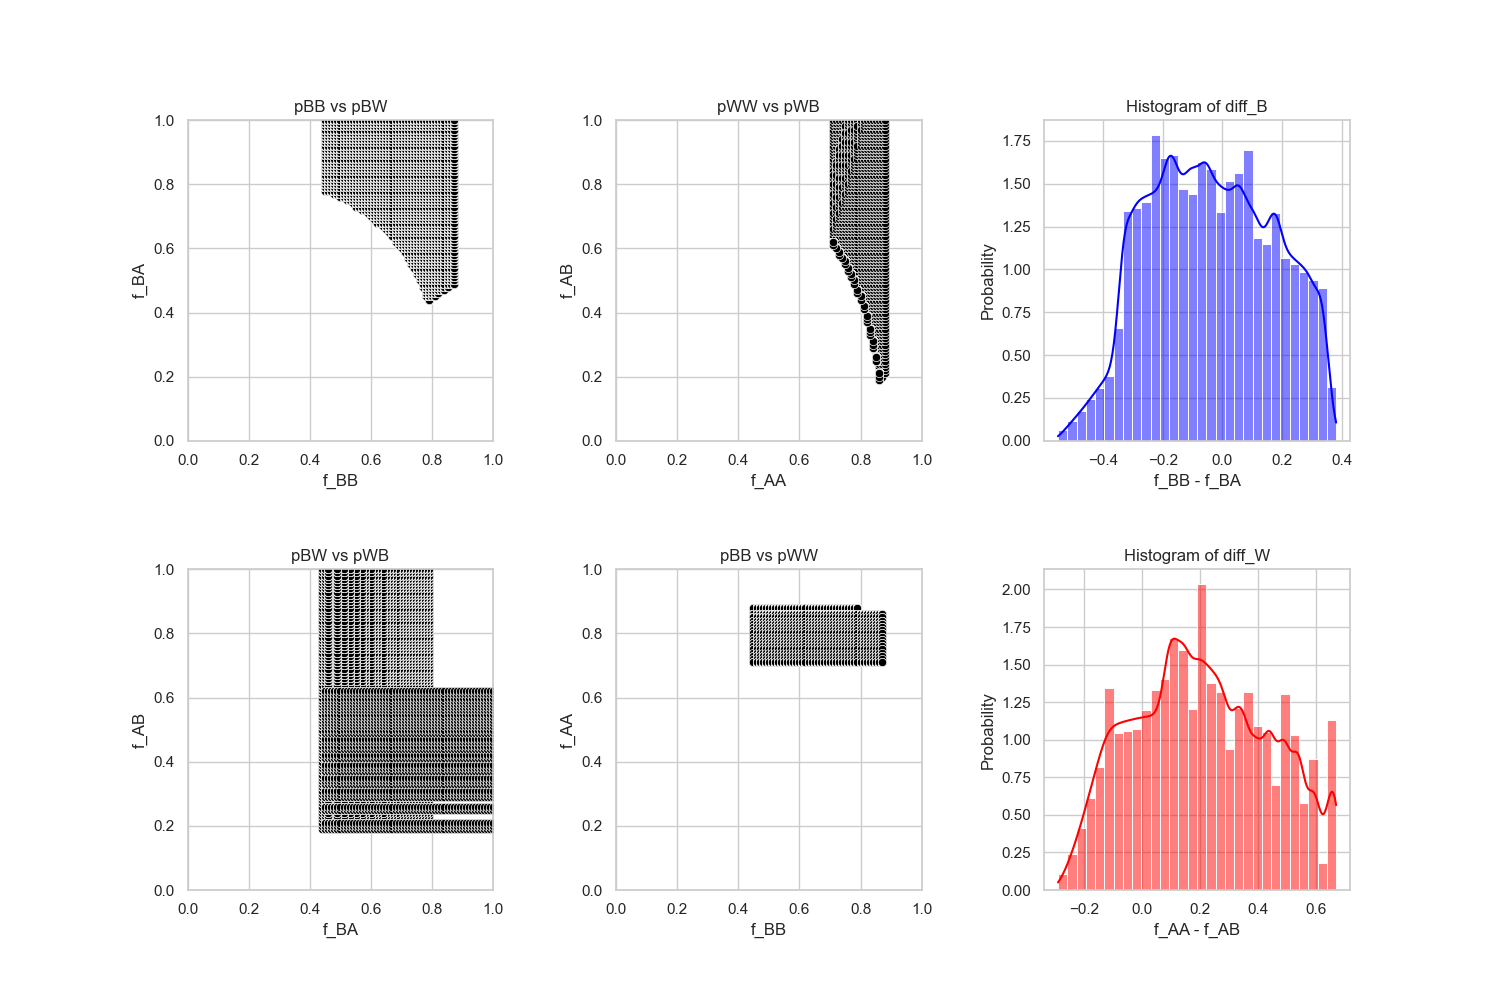 pBB vs pBW
1.0
0.8
0.6
0.4
0.2
0.0
f_BA
0.0 0.2 0.4 0.6 0.8 1.0
f_BB
pWW vs pWB
1.0
0.8
0.6
0.4
0.2
0.0
f_AB
0.0 0.2 0.4 0.6 0.8 1.0
f_AA
Histogram of diff_B
1.75
1.50
1.25
1.00
0.75
0.50
0.25
0.00
Probability
−0.4 −0.2 0.0 0.2 0.4
f_BB - f_BA
pBW vs pWB
1.0
0.8
0.6
0.4
0.2
0.0
f_AB
0.0 0.2 0.4 0.6 0.8 1.0
f_BA
pBB vs pWW
1.0
0.8
0.6
0.4
0.2
0.0
f_AA
0.0 0.2 0.4 0.6 0.8 1.0
f_BB
Histogram of diff_W
2.00
1.75
1.50
1.25
1.00
0.75
0.50
0.25
0.00
Probability
−0.2 0.0 0.2 0.4 0.6
f_AA - f_AB